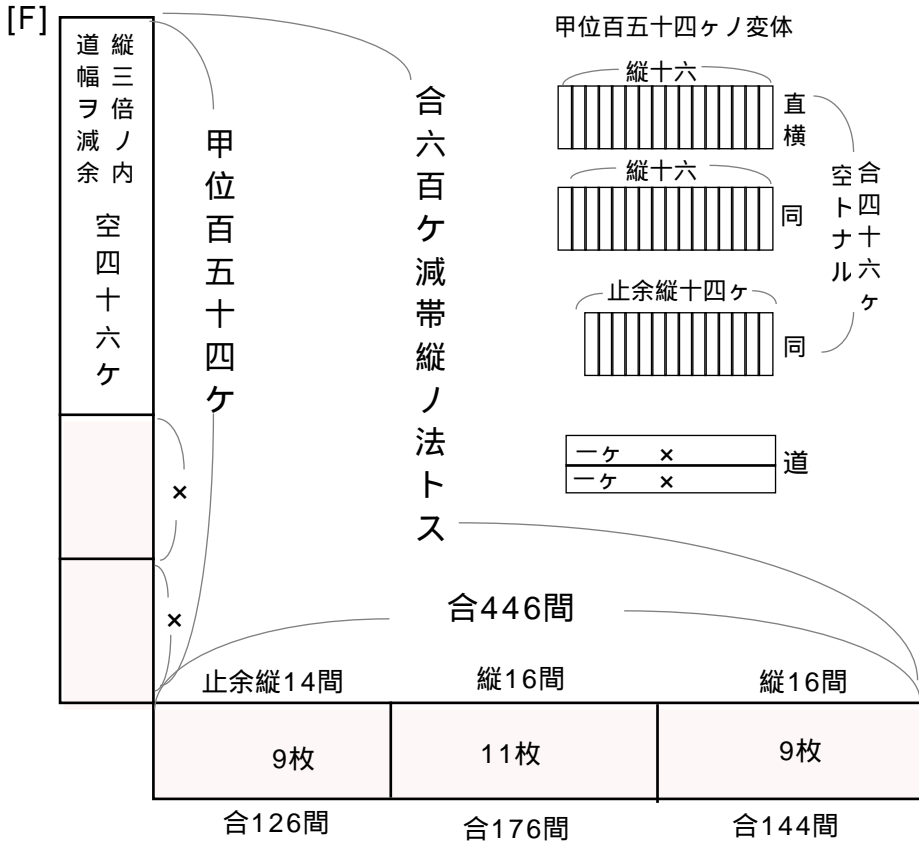 [F]
縦三倍ノ内
道幅ヲ減余
空四十六ケ
甲位百五十四ケ
合六百ケ減帯縦ノ法トス
甲位百五十四ヶノ変体
縦十六
直横
縦十六
同
止余縦十四ヶ
同
合四十六ヶ
空トナル
一ヶ ×
一ヶ ×
道
×
×
合446間
止余縦14間
縦16間
縦16間
9枚
11枚
9枚
合126間
合176間
合144間